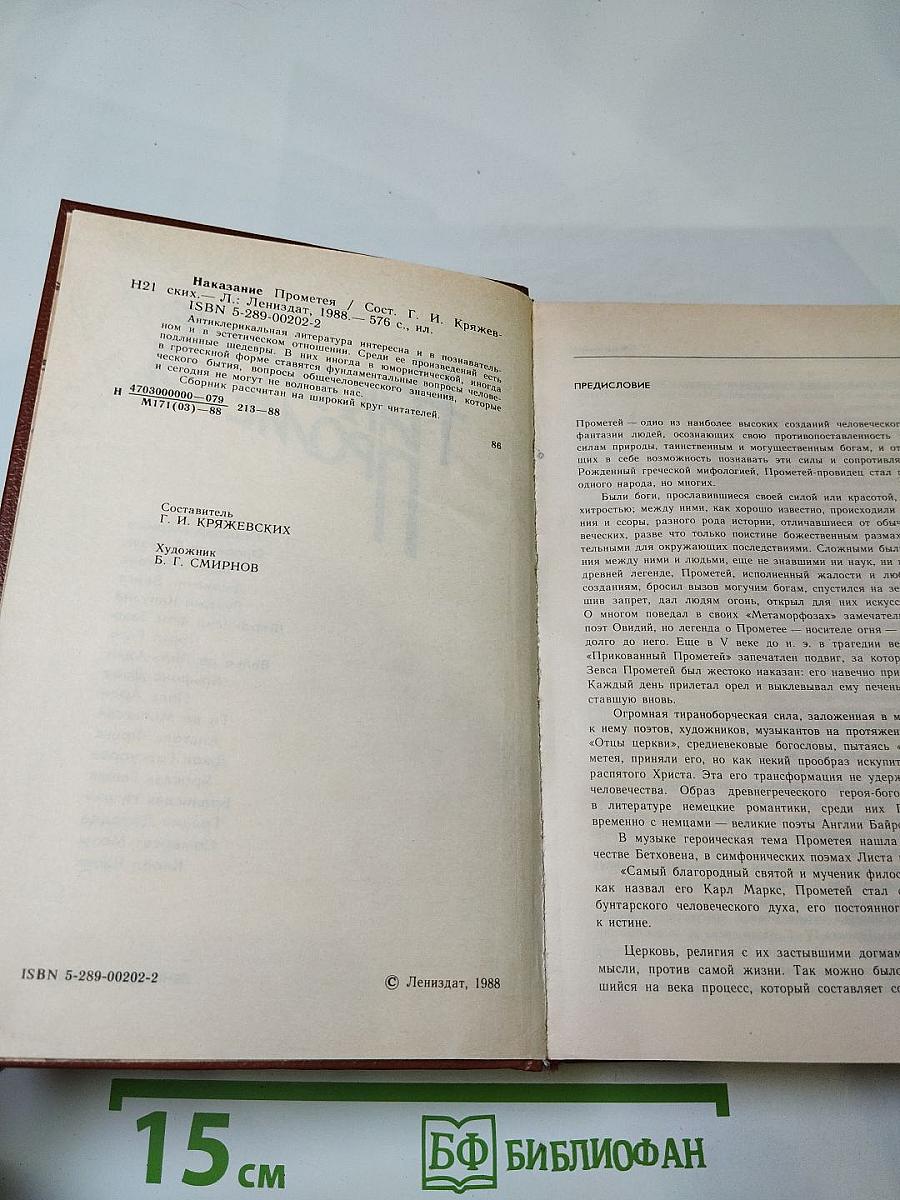 Наказание Прометея / Сост. Г. И. Кряжев-
Н21 ских.— Л.: Лениздат, 1988.— 576 с., ил.
ISBN 5-289-00202-2
Антиклерикальная литература интересна и в познаватель-
ном и в эстетическом отношении. Среди ее произведений есть
подлинные шедевры. В них иногда в юмористической, иногда
в гротескной форме ставятся фундаментальные вопросы челове-
ческого бытия, вопросы общечеловеческого значения, которые
и сегодня не могут не волновать нас.
Сборник рассчитан на широкий круг читателей.
Н 4703000000—079
М171(03)—88 213—88
86
Составитель
Г. И. КРЯЖЕВСКИХ
Художник
Б. Г. СМИРНОВ
ISBN 5-289-00202-2
© Лениздат, 1988
ПРЕДИСЛОВИЕ
Прометей — одно из наиболее высоких созданий человеческог
фантазии людей, осознающих свою противопоставленность
силам природы, таинственным и могущественным богам, и от
щих в себе возможность познавать эти силы и сопротивля
Рожденный греческой мифологией, Прометей-провидец стал
одного народа, но многих.
Были боги, прославившиеся своей силой или красотой,
хитростью; между ними, как хорошо известно, происходили
ния и ссоры, разного рода истории, отличавшиеся от обыч
веческих, разве что только поистине божественным размах
тельными для окружающих последствиями. Сложными был
ния между ними и людьми, еще не знавшими ни наук, ни
древней легенде, Прометей, исполненный жалости и лю
созданиям, бросил вызов могучим богам, спустился на зе
шив запрет, дал людям огонь, открыл для них искусс
О многом поведал в своих «Метаморфозах» замечатель
поэт Овидий, но легенда о Прометее — носителе огня —
долго до него. Еще в V веке до н. э. в трагедии ве
«Прикованный Прометей» запечатлен подвиг, за котор
Зевса Прометей был жестоко наказан: его навечно при
Каждый день прилетал орел и выклевывал ему печень
ставшую вновь.
Огромная тираноборческая сила, заложенная в м
к нему поэтов, художников, музыкантов на протяжен
«Отцы церкви», средневековые богословы, пытаясь «
метея, приняли его, но как некий прообраз искупит
распятого Христа. Эта его трансформация не удерж
человечества. Образ древнегреческого героя-бого
в литературе немецкие романтики, среди них
временно с немцами — великие поэты Англии Байр
В музыке героическая тема Прометея нашла
честве Бетховена, в симфонических поэмах Листа
«Самый благородный святой и мученик филос
как назвал его Карл Маркс, Прометей стал
бунтарского человеческого духа, его постоянног
к истине.
Церковь, религия с их застывшими догмам
мысли, против самой жизни. Так можно было
шийся на века процесс, который составляет со
15 см
БФ БИБЛИОФАН